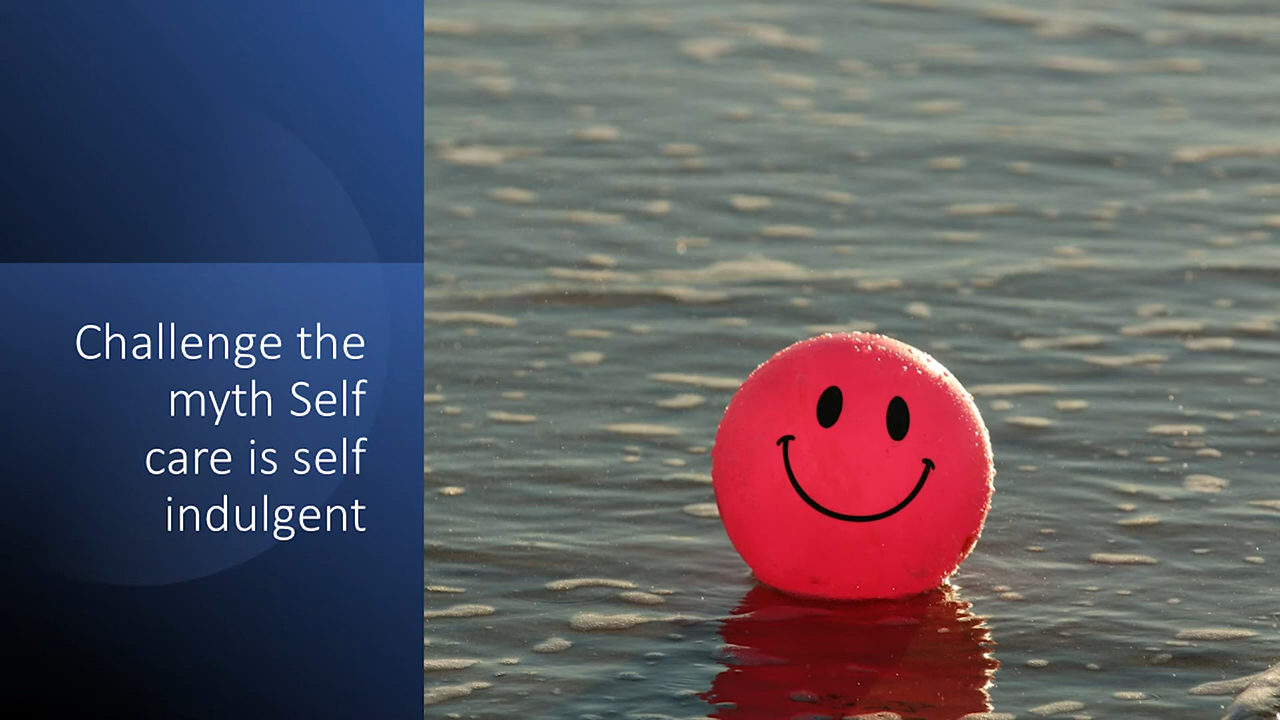 Challenge the
myth Self
care is self
indulgent